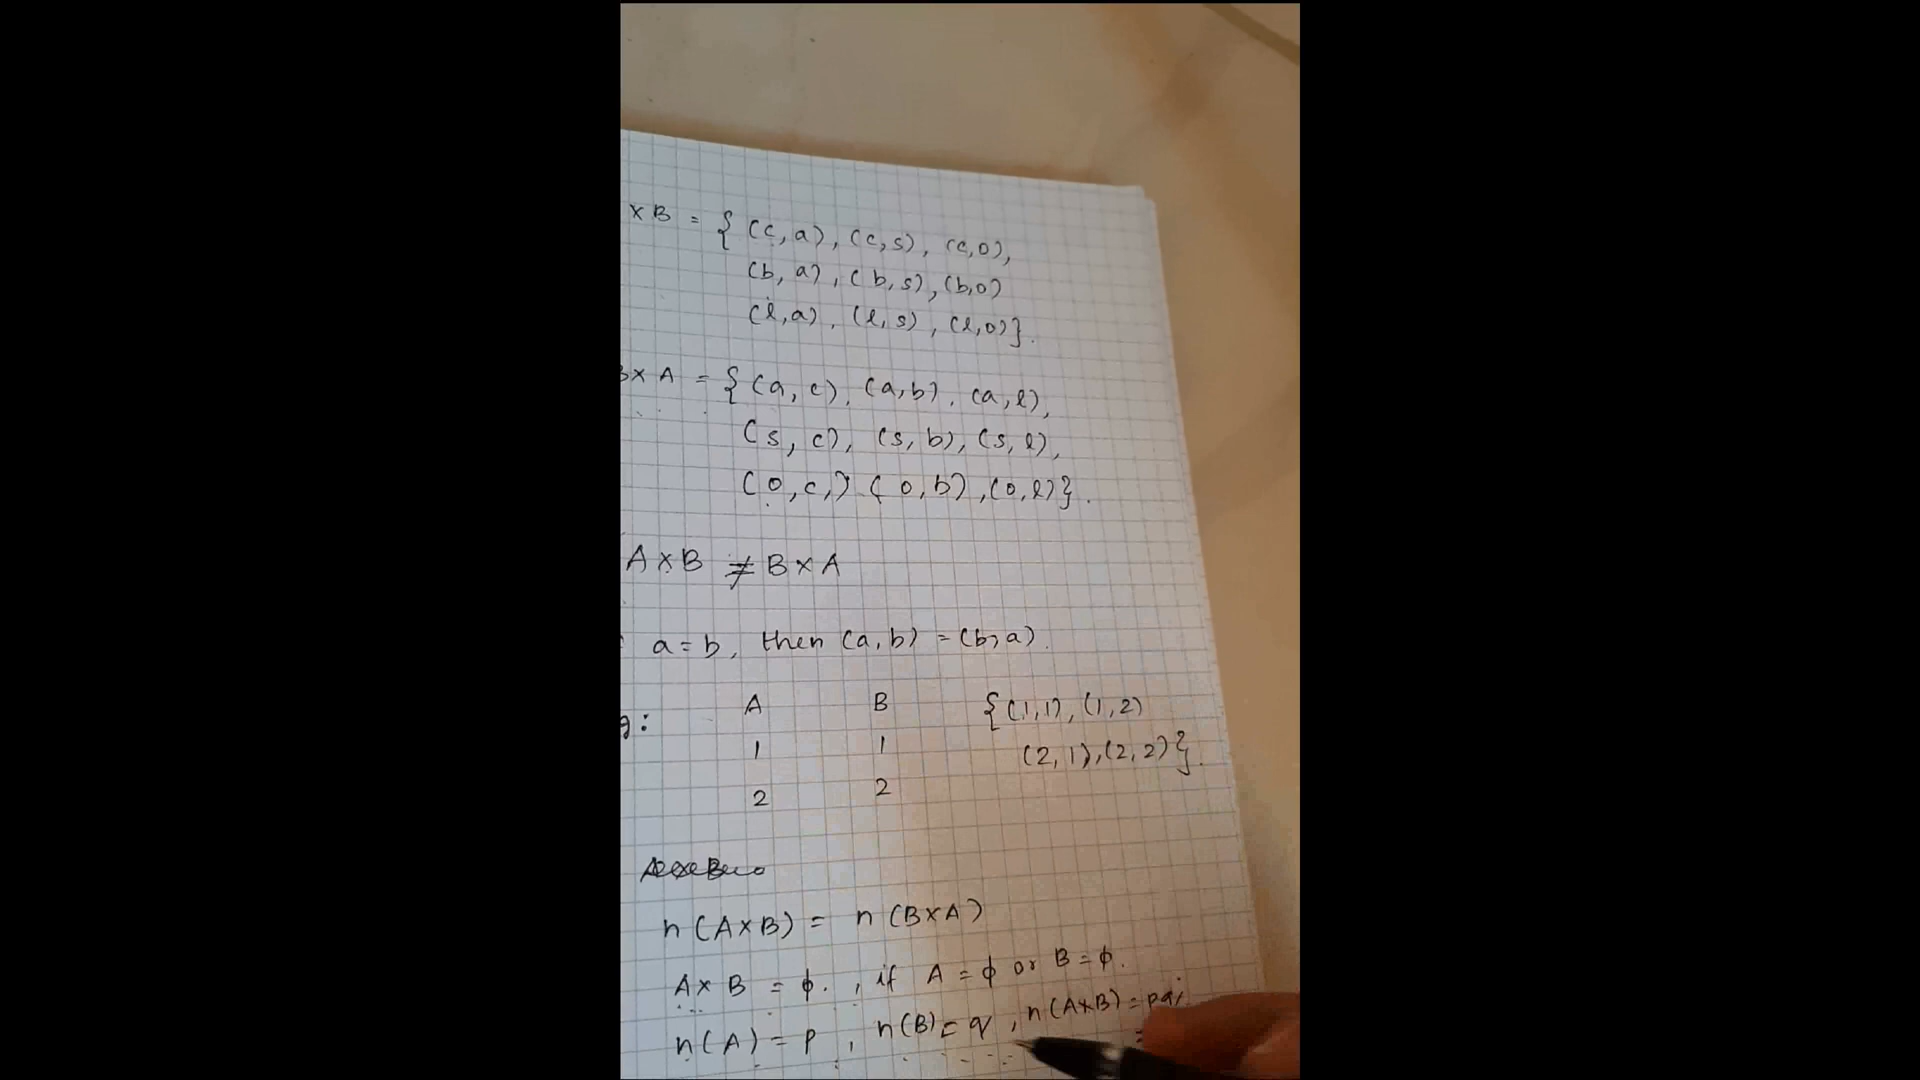 × B = { (c, a), (c, s), (c, o),
(b, a), (b, s), (b, o)
(l, a), (l, s), (l, o)}.
B × A = { (a, c), (a, b), (a, l),
(s, c), (s, b), (s, l),
(o, c,) ( o, b), (o, l)}.
A × B ≠ B × A
a = b, then (a, b) = (b, a).
g:
A B {(1,1), (1,2)
1 1 (2, 1), (2, 2)}.
2 2
n (A × B) = n (B × A)
A × B = ϕ. , if A = ϕ or B = ϕ.
n (A) = p , n (B) = q , n (A × B) = pq